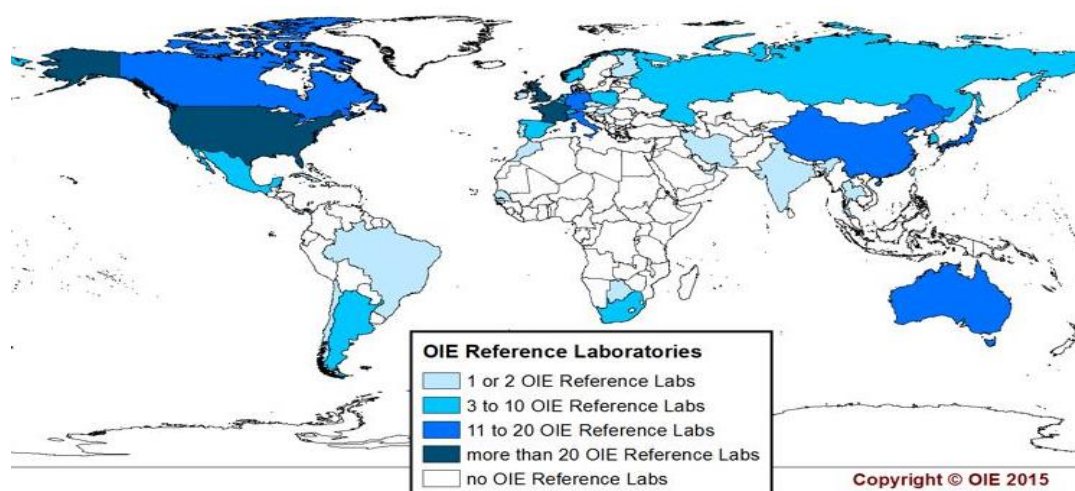 OIE Reference Laboratories
1 or 2 OIE Reference Labs
3 to 10 OIE Reference Labs
11 to 20 OIE Reference Labs
more than 20 OIE Reference Labs
no OIE Reference Labs
Copyright © OIE 2015